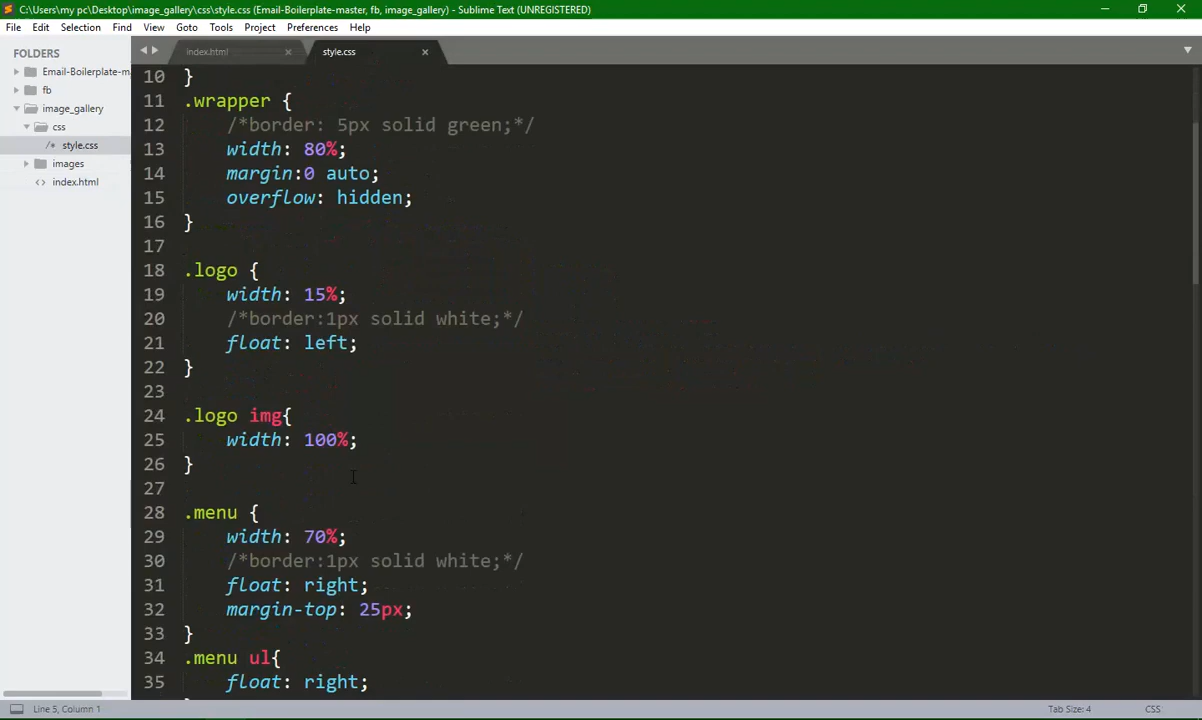 C:\Users\my pc\Desktop\image_gallery\css\style.css (Email-Boilerplate-master, fb, image_gallery) - Sublime Text (UNREGISTERED)
File Edit Selection Find View Goto Tools Project Preferences Help
FOLDERS
Email-Boilerplate-m
fb
image_gallery
css
/* style.css
images
<> index.html
index.html × style.css ×
10 }
11 .wrapper {
12 /*border: 5px solid green;*/
13 width: 80%;
14 margin:0 auto;
15 overflow: hidden;
16 }
17
18 .logo {
19 width: 15%;
20 /*border:1px solid white;*/
21 float: left;
22 }
23
24 .logo img{
25 width: 100%;
26 }
27
28 .menu {
29 width: 70%;
30 /*border:1px solid white;*/
31 float: right;
32 margin-top: 25px;
33 }
34 .menu ul{
35 float: right;
Line 5, Column 1 Tab Size: 4 CSS